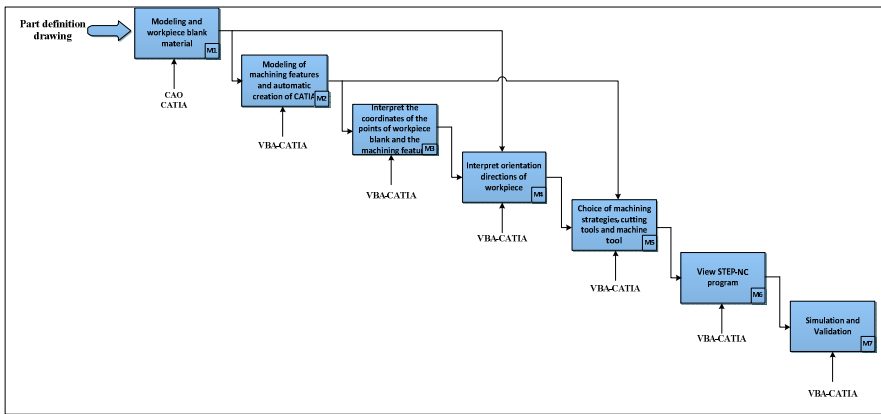 Part definition
drawing
Modeling and
workpiece blank
material
M1
CAO
CATIA
Modeling of
machining features
and automatic
creation of CATIA
M2
VBA-CATIA
Interpret the
coordinates of the
points of workpiece
blank and the
machining featur
M3
VBA-CATIA
Interpret orientation
directions of
workpiece
M4
VBA-CATIA
Choice of machining
strategies, cutting
tools and machine
tool
M5
VBA-CATIA
View STEP-NC
program
M6
VBA-CATIA
Simulation and
Validation
M7
VBA-CATIA